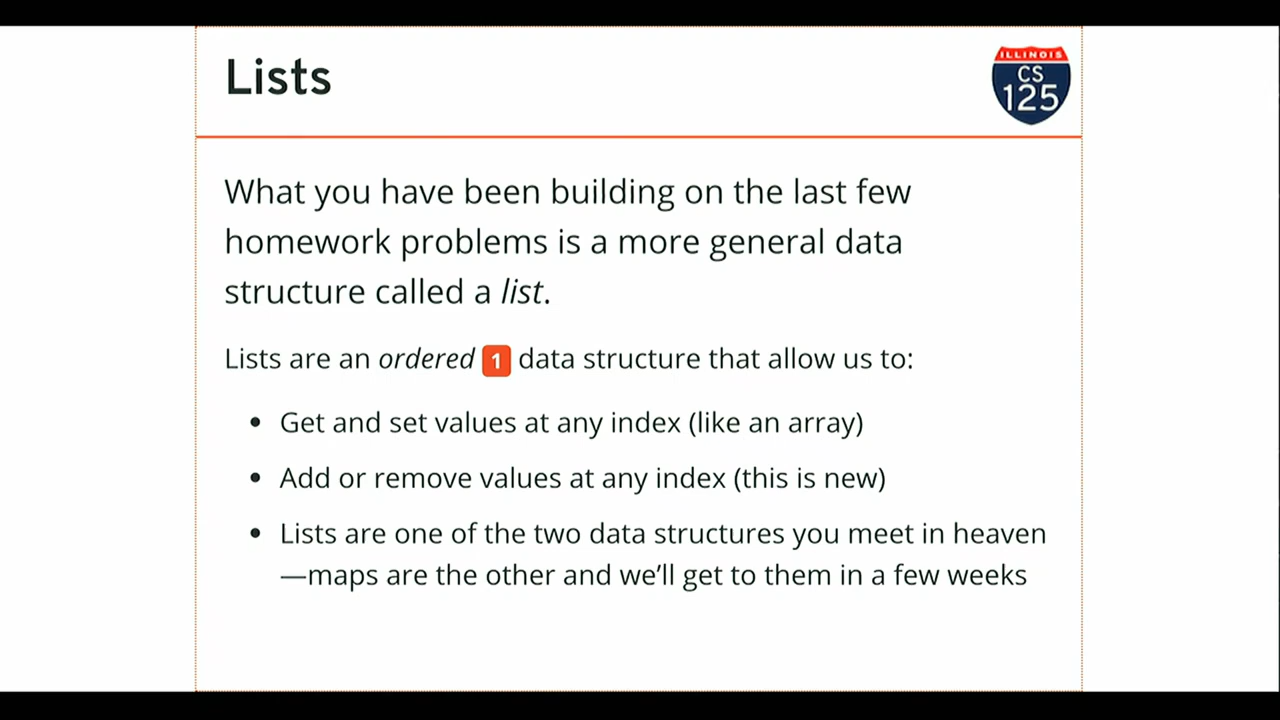 Lists
ILLINOIS
CS
125
What you have been building on the last few
homework problems is a more general data
structure called a list.
Lists are an ordered 1 data structure that allow us to:
• Get and set values at any index (like an array)
• Add or remove values at any index (this is new)
• Lists are one of the two data structures you meet in heaven
—maps are the other and we’ll get to them in a few weeks